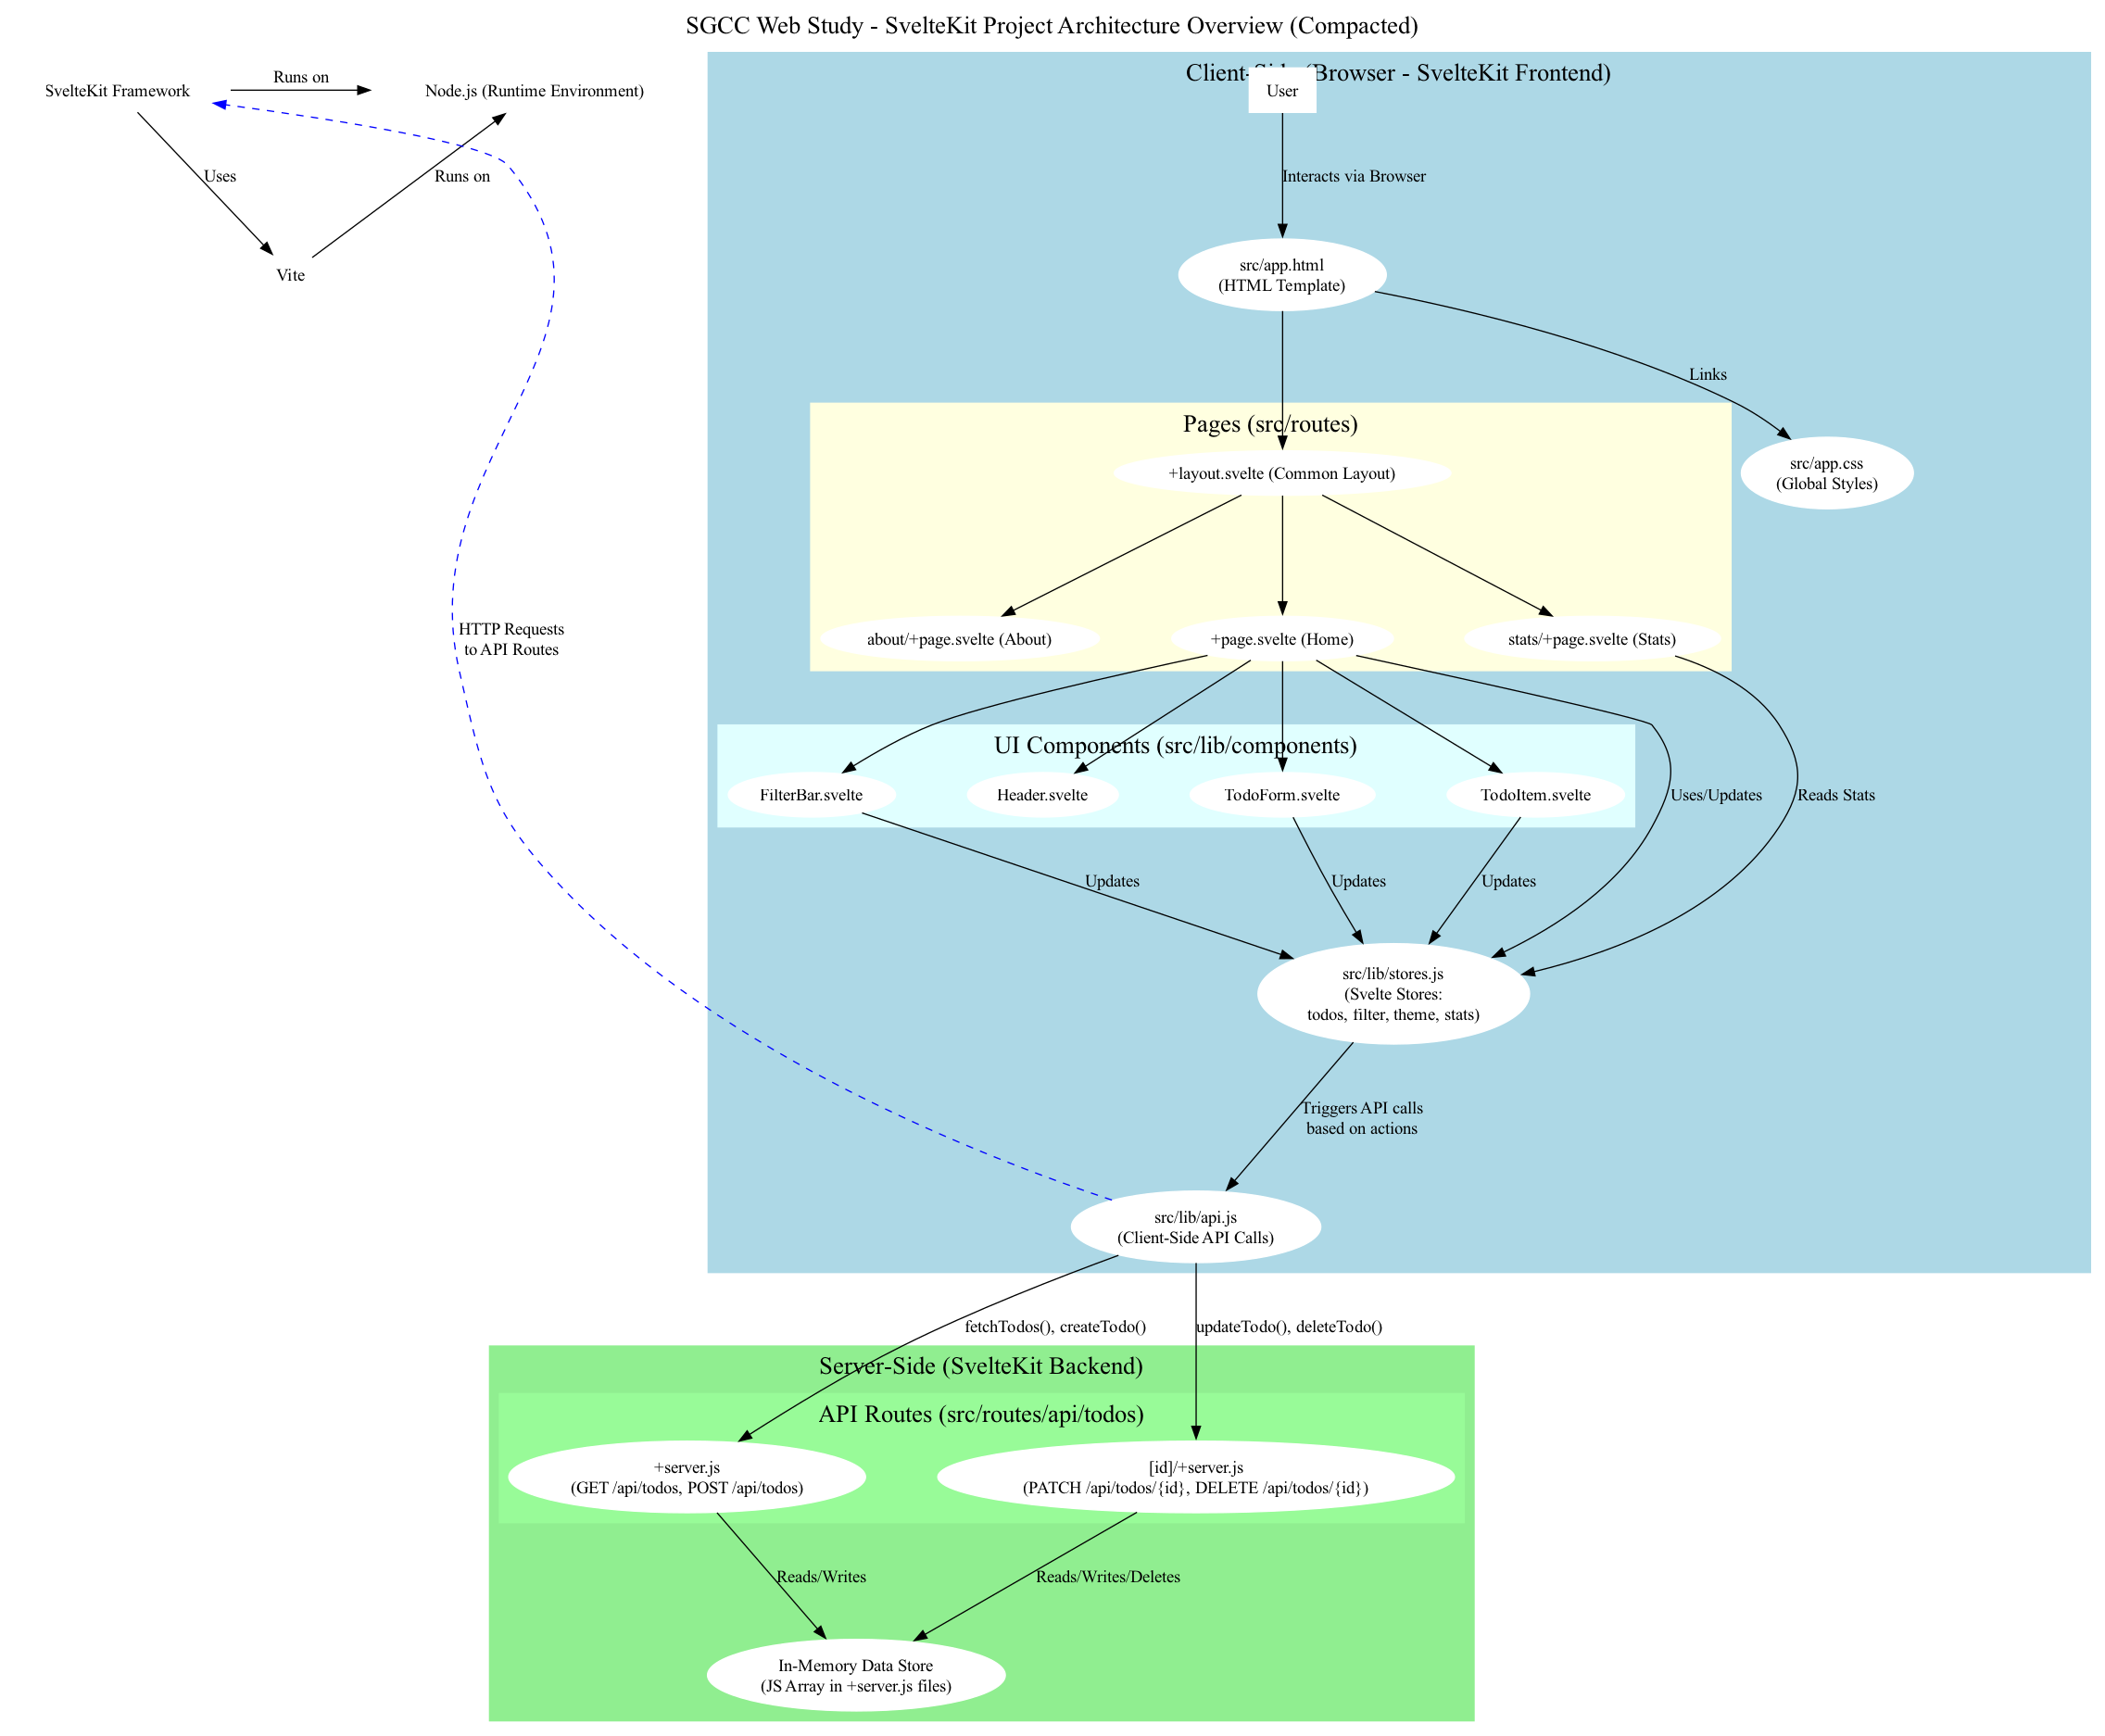 SGCC Web Study - SvelteKit Project Architecture Overview (Compacted)
Client-Side (Browser - SvelteKit Frontend)
SvelteKit Framework
Runs on
Node.js (Runtime Environment)
User
Uses
Runs on
Interacts via Browser
Vite
src/app.html
(HTML Template)
Links
Pages (src/routes)
+layout.svelte (Common Layout)
src/app.css
(Global Styles)
HTTP Requests
to API Routes
about/+page.svelte (About)
+page.svelte (Home)
stats/+page.svelte (Stats)
UI Components (src/lib/components)
FilterBar.svelte
Header.svelte
TodoForm.svelte
TodoItem.svelte
Uses/Updates
Reads Stats
Updates
Updates
Updates
src/lib/stores.js
(Svelte Stores:
todos, filter, theme, stats)
Triggers API calls
based on actions
src/lib/api.js
(Client-Side API Calls)
fetchTodos(), createTodo()
updateTodo(), deleteTodo()
Server-Side (SvelteKit Backend)
API Routes (src/routes/api/todos)
+server.js
(GET /api/todos, POST /api/todos)
[id]/+server.js
(PATCH /api/todos/{id}, DELETE /api/todos/{id})
Reads/Writes
Reads/Writes/Deletes
In-Memory Data Store
(JS Array in +server.js files)